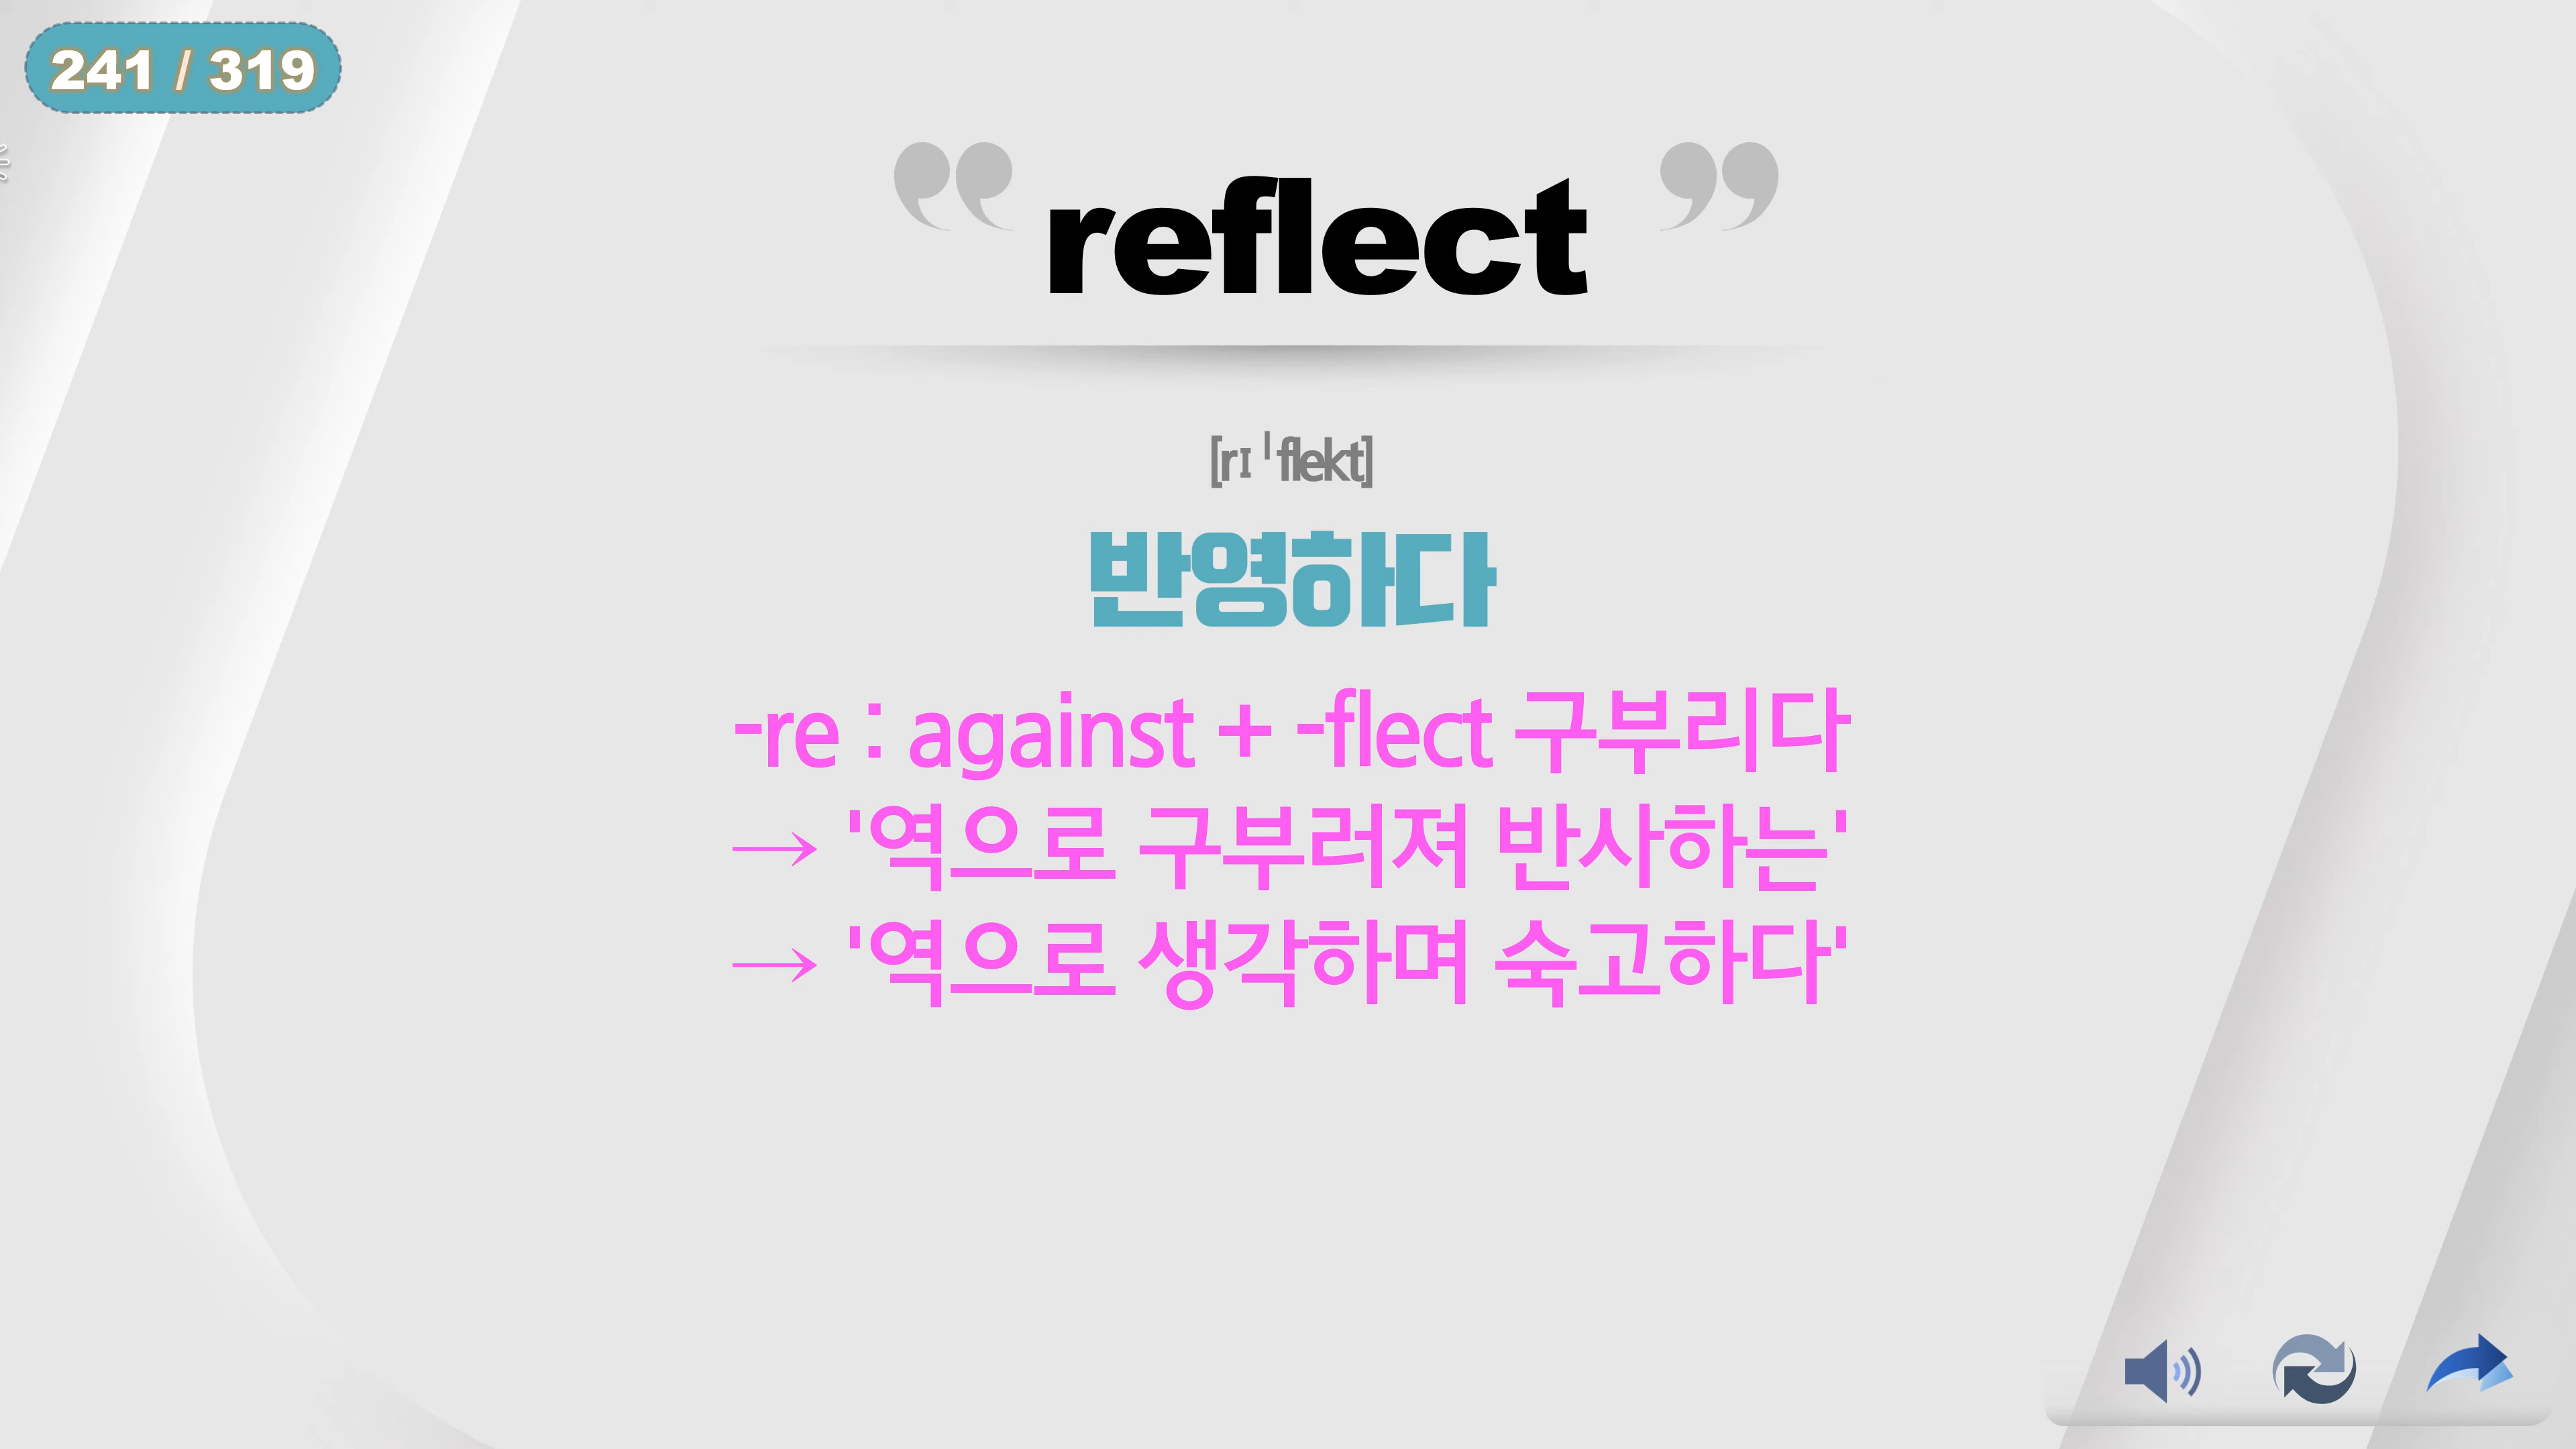 241 / 319
“ reflect ”
[rɪˈflekt]
반영하다
-re : against + -flect 구부리다
→ '역으로 구부러져 반사하는'
→ '역으로 생각하며 숙고하다'